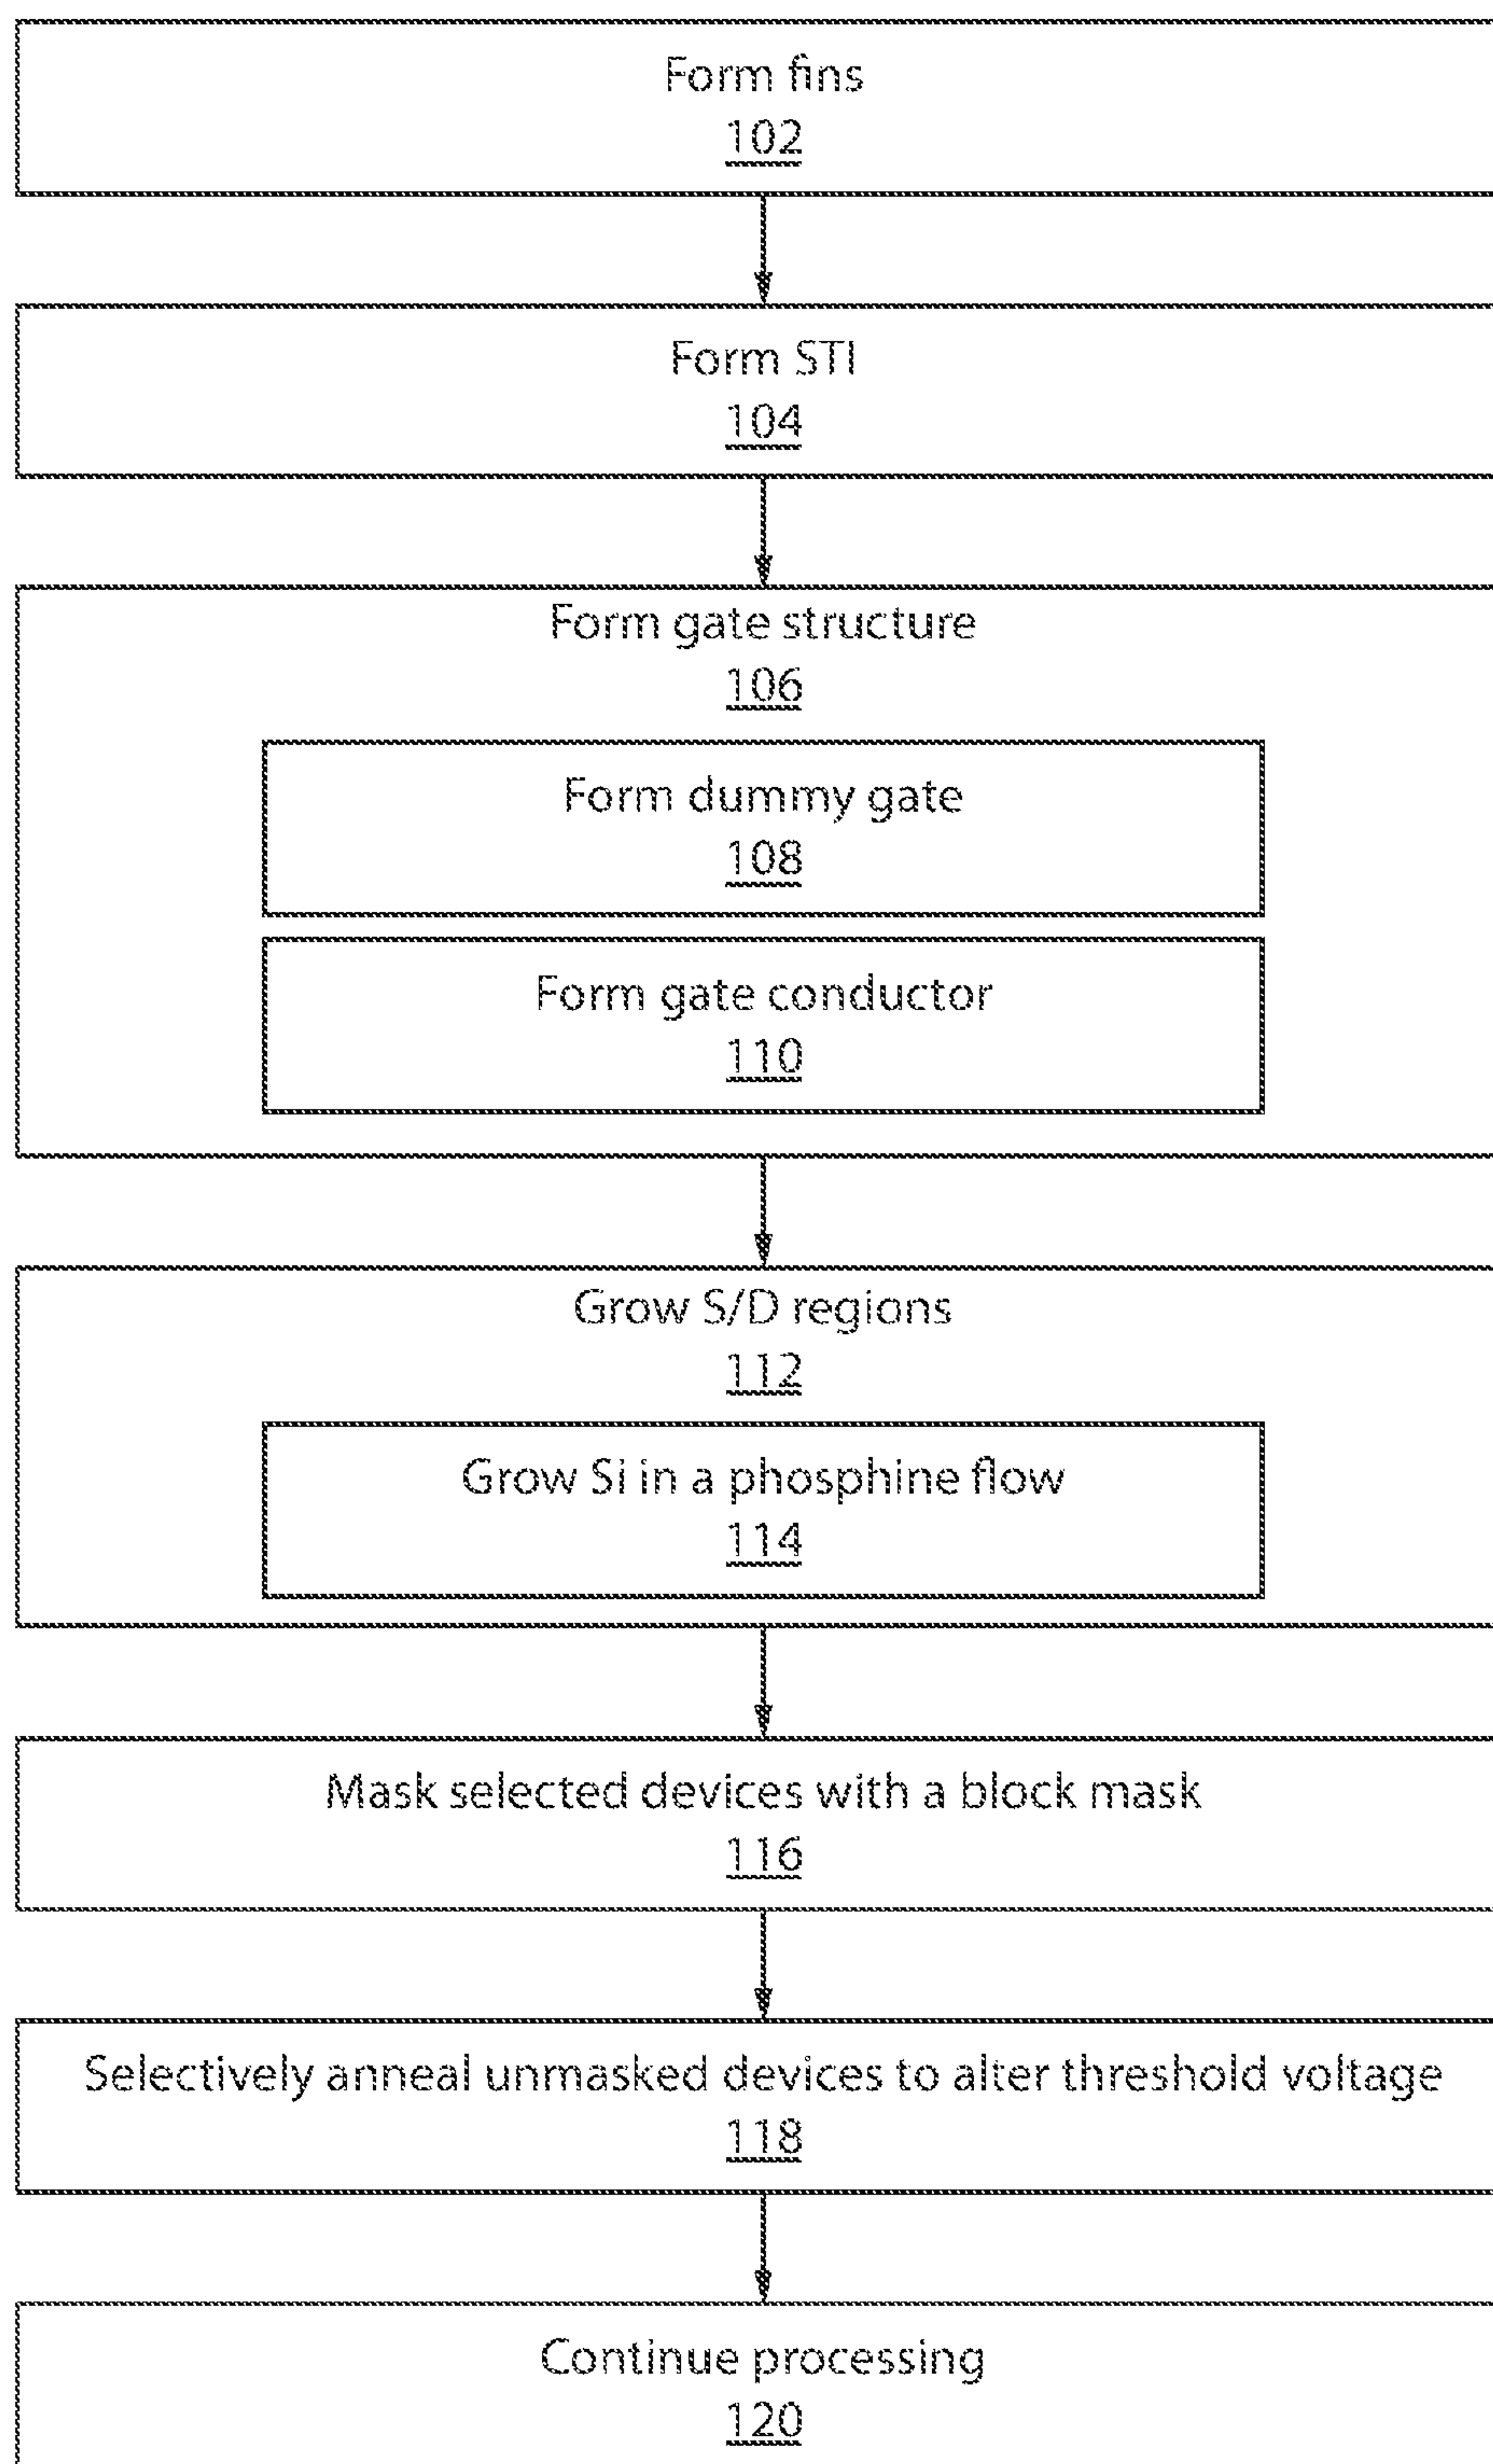 Form fins
102
Form STI
104
Form gate structure
106
Form dummy gate
108
Form gate conductor
110
Grow S/D regions
112
Grow Si in a phosphine flow
114
Mask selected devices with a block mask
116
Selectively anneal unmasked devices to alter threshold voltage
118
Continue processing
120